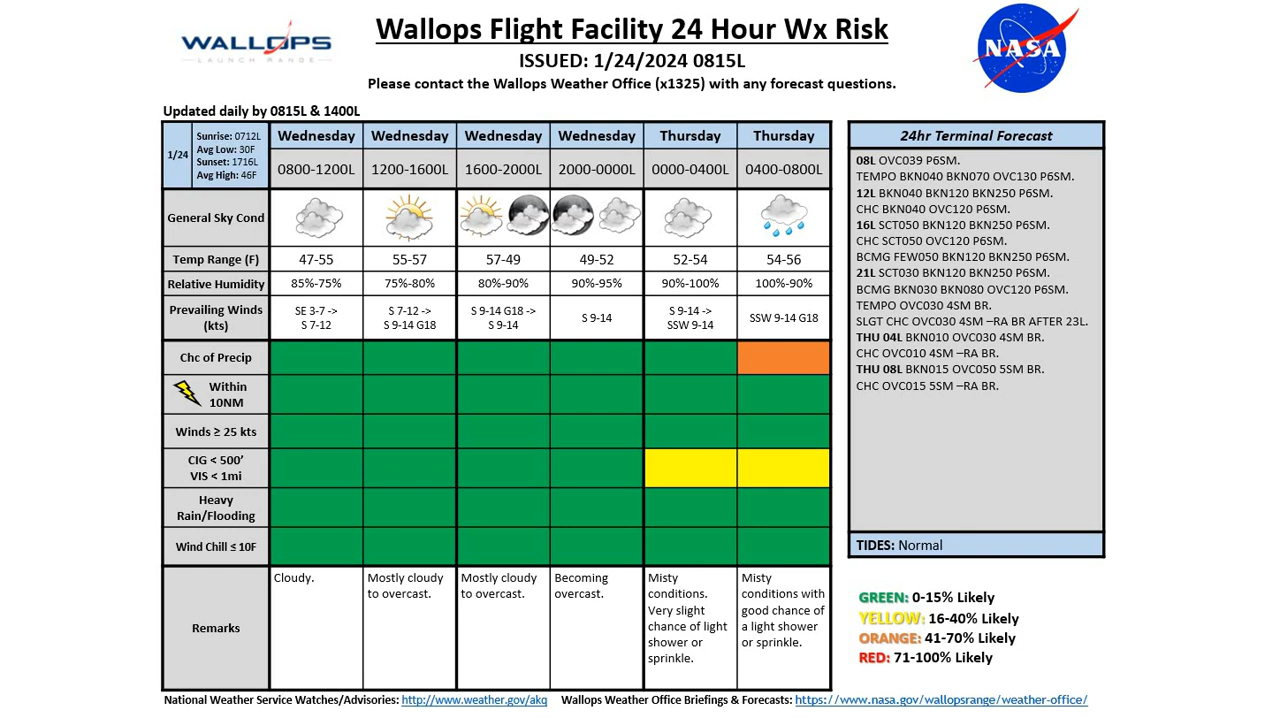 WALLOPS
LAUNCH RANGE
Wallops Flight Facility 24 Hour Wx Risk
ISSUED: 1/24/2024 0815L
Please contact the Wallops Weather Office (x1325) with any forecast questions.
NASA
Updated daily by 0815L & 1400L
1/24
Sunrise: 0712L
Avg Low: 30F
Sunset: 1716L
Avg High: 46F
Wednesday Wednesday Wednesday Wednesday Thursday Thursday
0800-1200L 1200-1600L 1600-2000L 2000-0000L 0000-0400L 0400-0800L
General Sky Cond
Temp Range (F) 47-55 55-57 57-49 49-52 52-54 54-56
Relative Humidity 85%-75% 75%-80% 80%-90% 90%-95% 90%-100% 100%-90%
Prevailing Winds
(kts)
SE 3-7 ->
S 7-12
S 7-12 ->
S 9-14 G18
S 9-14 G18 ->
S 9-14
S 9-14
S 9-14 ->
SSW 9-14
SSW 9-14 G18
Chc of Precip
Within
10NM
Winds ≥ 25 kts
CIG < 500’
VIS < 1mi
Heavy
Rain/Flooding
Wind Chill ≤ 10F
Remarks
Cloudy.
Mostly cloudy
to overcast.
Mostly cloudy
to overcast.
Becoming
overcast.
Misty
conditions.
Very slight
chance of light
shower or
sprinkle.
Misty
conditions with
good chance of
a light shower
or sprinkle.
24hr Terminal Forecast
08L OVC039 P6SM.
TEMPO BKN040 BKN070 OVC130 P6SM.
12L BKN040 BKN120 BKN250 P6SM.
CHC BKN040 OVC120 P6SM.
16L SCT050 BKN120 BKN250 P6SM.
CHC SCT050 OVC120 P6SM.
BCMG FEW050 BKN120 BKN250 P6SM.
21L SCT030 BKN120 BKN250 P6SM.
BCMG BKN030 BKN080 OVC120 P6SM.
TEMPO OVC030 4SM BR.
SLGT CHC OVC030 4SM –RA BR AFTER 23L.
THU 04L BKN010 OVC030 4SM BR.
CHC OVC010 4SM –RA BR.
THU 08L BKN015 OVC050 5SM BR.
CHC OVC015 5SM –RA BR.
TIDES: Normal
GREEN: 0-15% Likely
YELLOW: 16-40% Likely
ORANGE: 41-70% Likely
RED: 71-100% Likely
National Weather Service Watches/Advisories: http://www.weather.gov/akq Wallops Weather Office Briefings & Forecasts: https://www.nasa.gov/wallopsrange/weather-office/